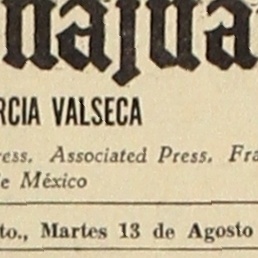 najua
RCIA VALSECA
ress, Associated Press, Fra
e México
to., Martes 13 de Agosto